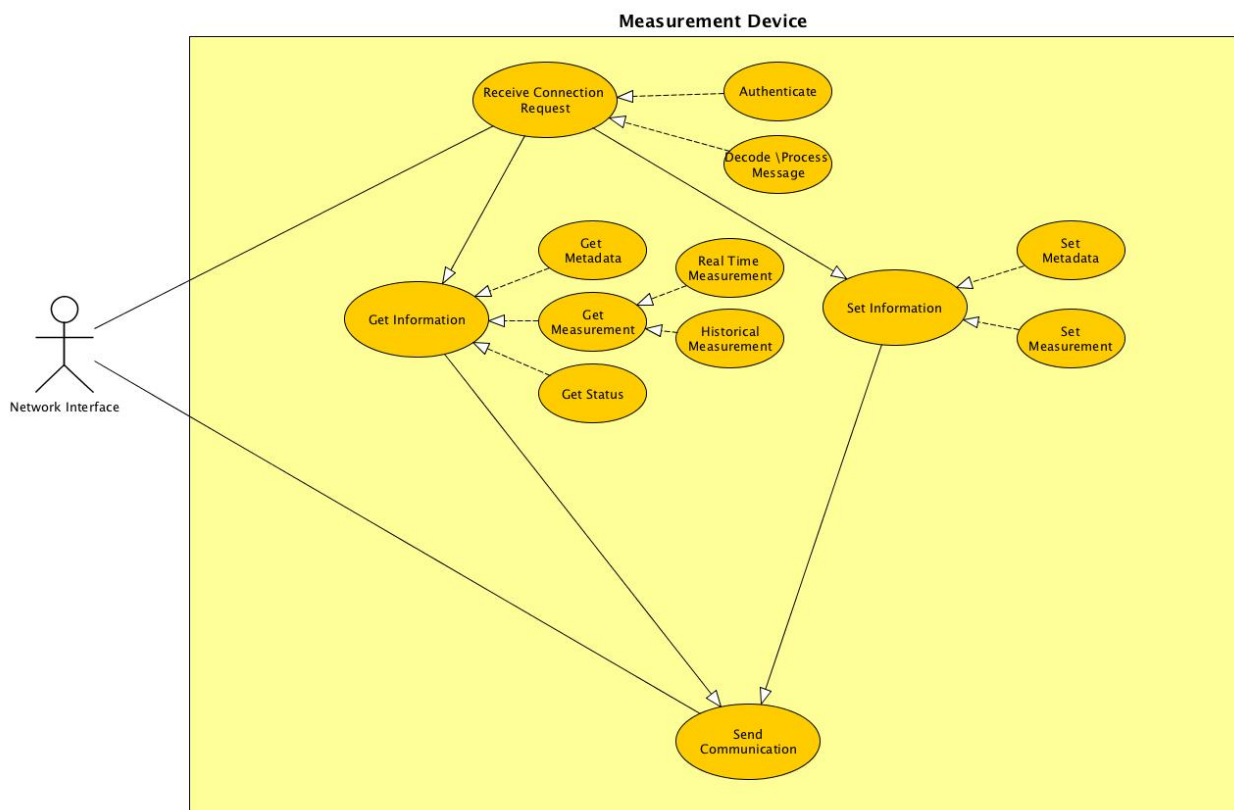 Measurement Device
Receive Connection
Request
Authenticate
Decode \Process
Message
Get
Metadata
Real Time
Measurement
Set
Metadata
Get Information
Get
Measurement
Historical
Measurement
Set Information
Set
Measurement
Get Status
Network Interface
Send
Communication